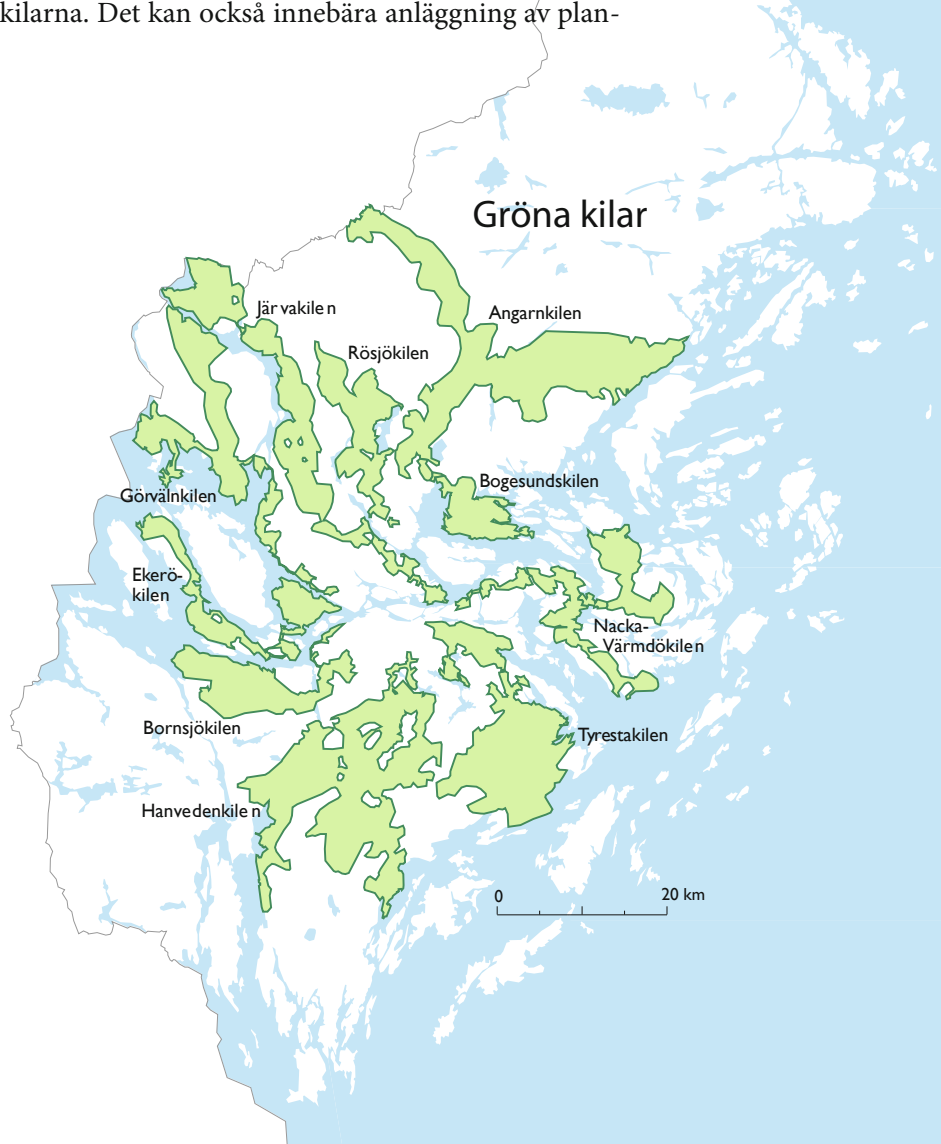 kilarna. Det kan också innebära anläggning av plan-
Gröna kilar
Järvakilen
Angarnkilen
Rösjökilen
Bogesundskilen
Görvälnkilen
Ekerö-
kilen
Nacka-
Värmdökilen
Bornsjökilen
Tyrestakilen
Hanvedenkilen
0 20 km